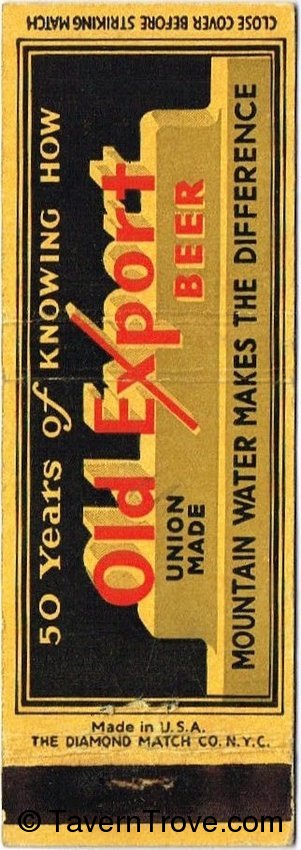 CLOSE COVER BEFORE STRIKING MATCH
50 Years of KNOWING HOW
Old Export
BEER
UNION
MADE
MOUNTAIN WATER MAKES THE DIFFERENCE
Made in U.S.A.
THE DIAMOND MATCH CO. N.Y.C.
© TavernTrove.com